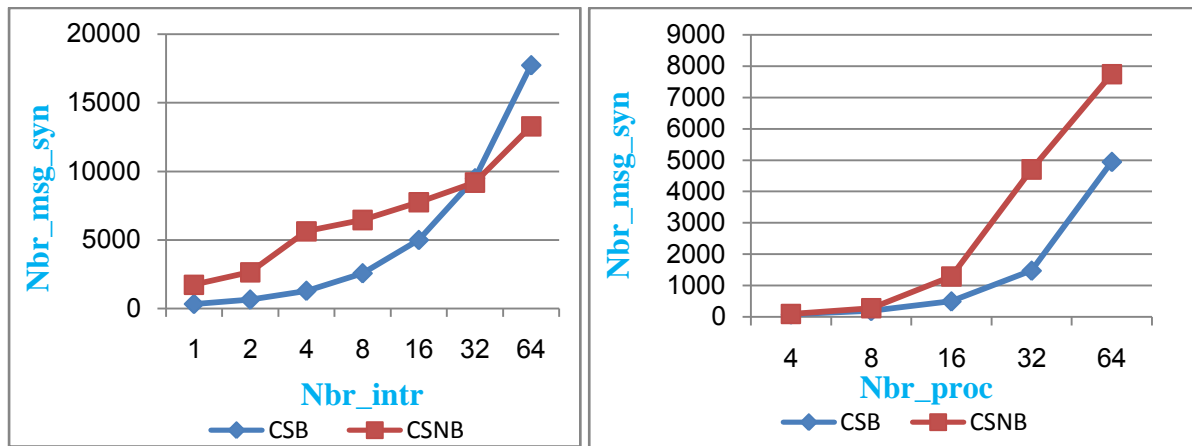 20000
15000
10000
5000
0
Nbr_msg_syn
1 2 4 8 16 32 64
Nbr_intr
CSB CSNB
9000
8000
7000
6000
5000
4000
3000
2000
1000
0
Nbr_msg_syn
4 8 16 32 64
Nbr_proc
CSB CSNB